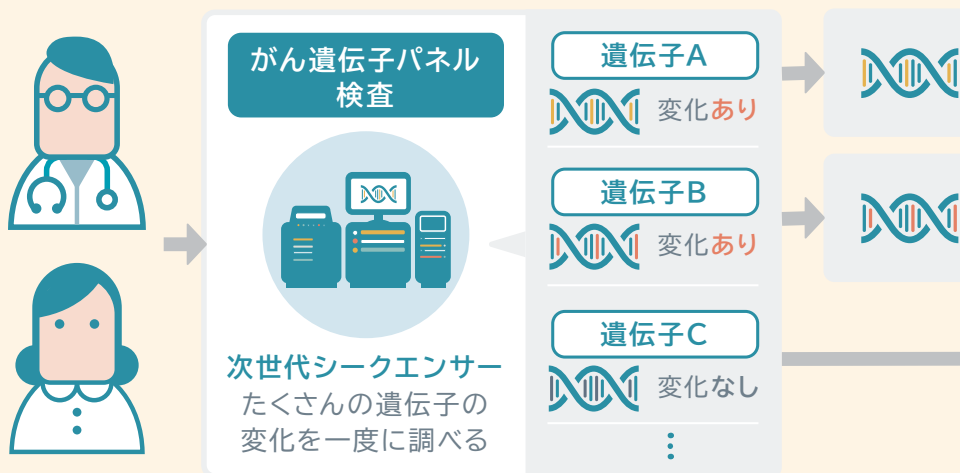 がん遺伝子パネル
検査
次世代シークエンサー
たくさんの遺伝子の
変化を一度に調べる
遺伝子A
変化あり
遺伝子B
変化あり
遺伝子C
変化なし